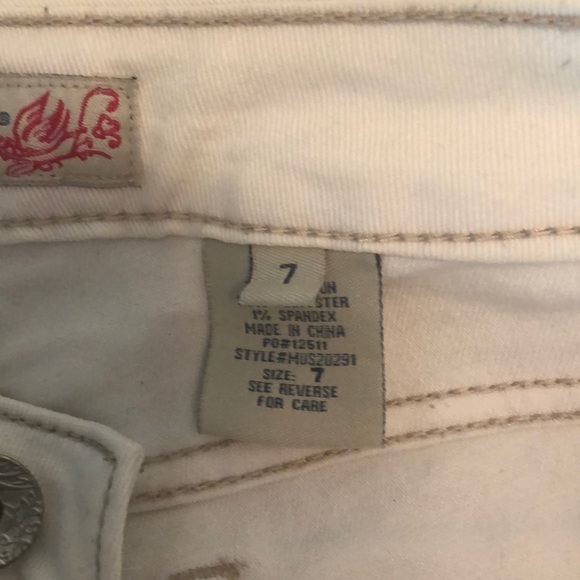 7
1% SPANDEX
MADE IN CHINA
PO#12511
STYLE#MUS20291
SIZE: 7
SEE REVERSE
FOR CARE